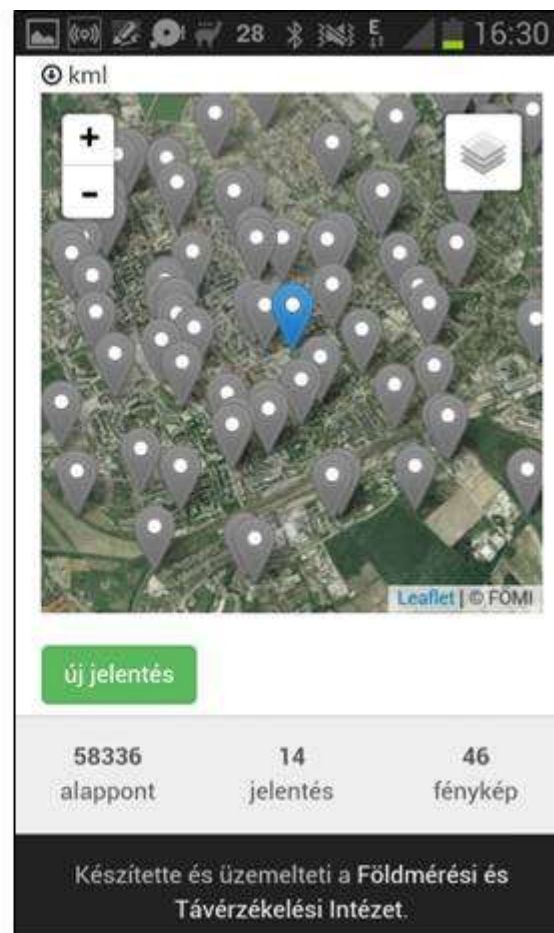 28
16:30
kml
+
-
Leaflet | © FÖMI
új jelentés
58336 14 46
alappont jelentés fénykép
Készítette és üzemelteti a Földmérési és
Távérzékelési Intézet.